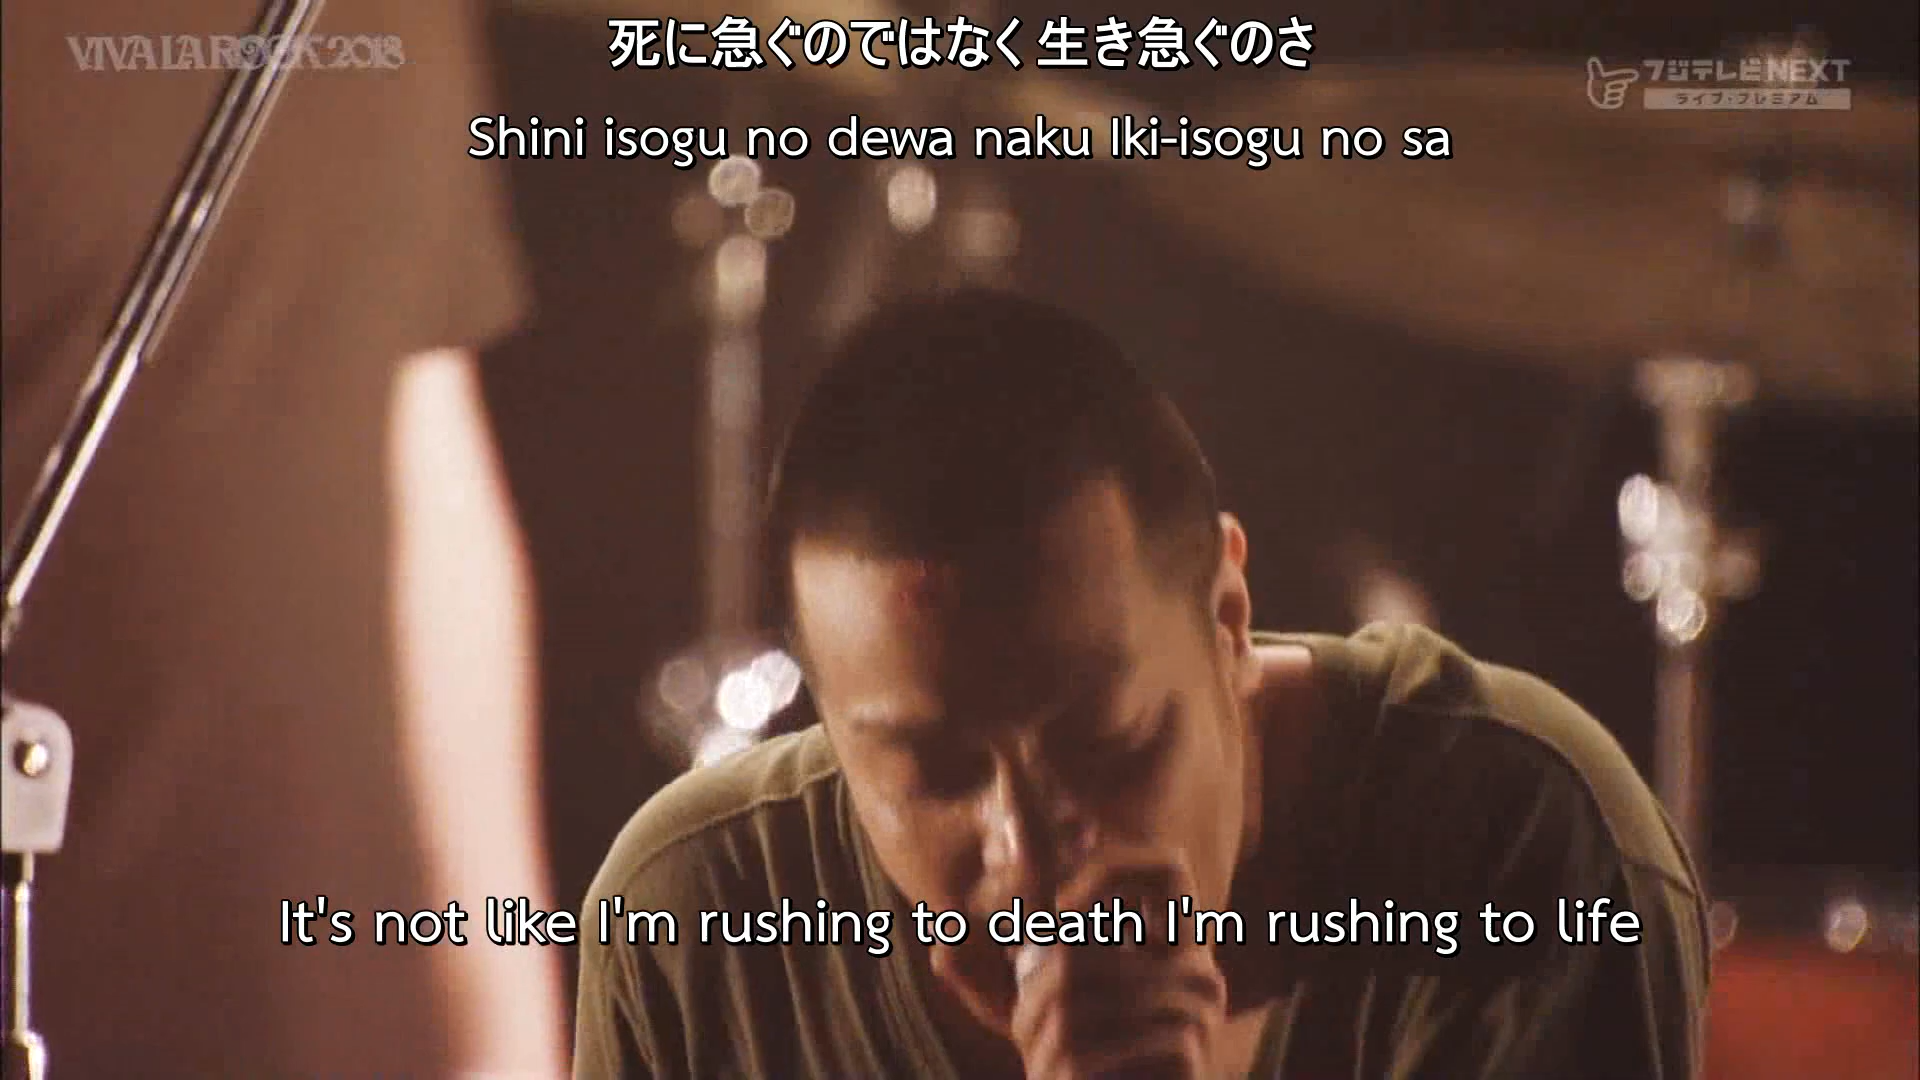 VIVA LA ROCK 2018
死に急ぐのではなく 生き急ぐのさ
フジテレビNEXT
ライブ・プレミアム
Shini isogu no dewa naku Iki-isogu no sa
It's not like I'm rushing to death I'm rushing to life